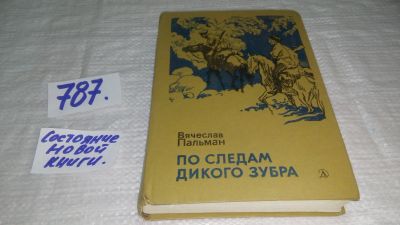 787.
Состояние
новой
книги.
Вячеслав
Пальман
ПО СЛЕДАМ
ДИКОГО ЗУБРА